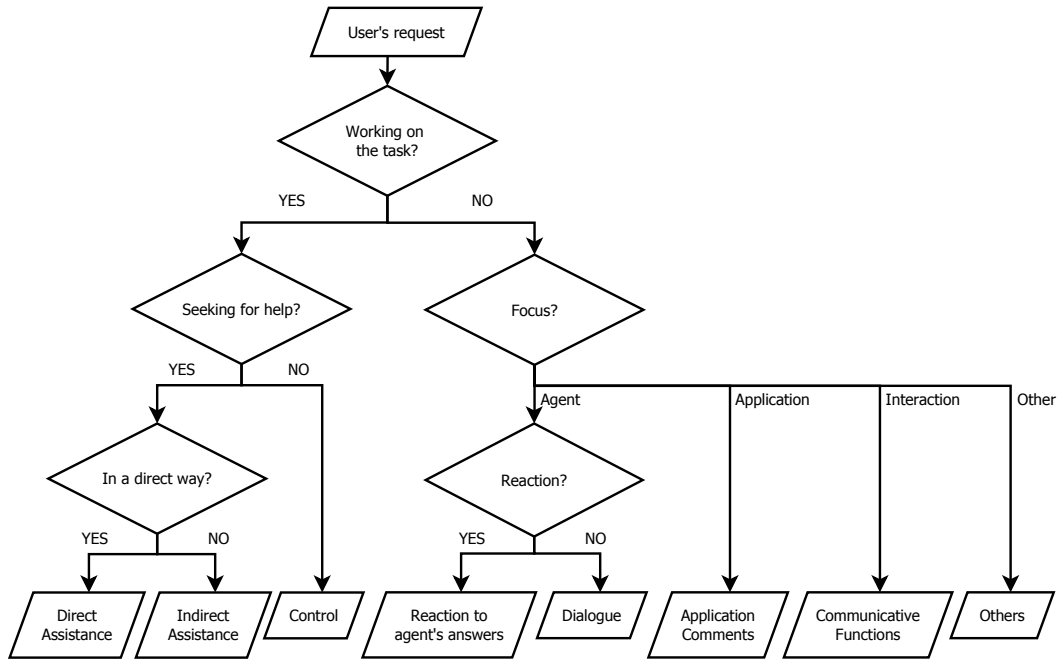 User's request
Working on
the task?
YES
NO
Seeking for help?
Focus?
YES
NO
Agent
Application
Interaction
Other
In a direct way?
Reaction?
YES
NO
YES
NO
Direct
Assistance
Indirect
Assistance
Control
Reaction to
agent's answers
Dialogue
Application
Comments
Communicative
Functions
Others